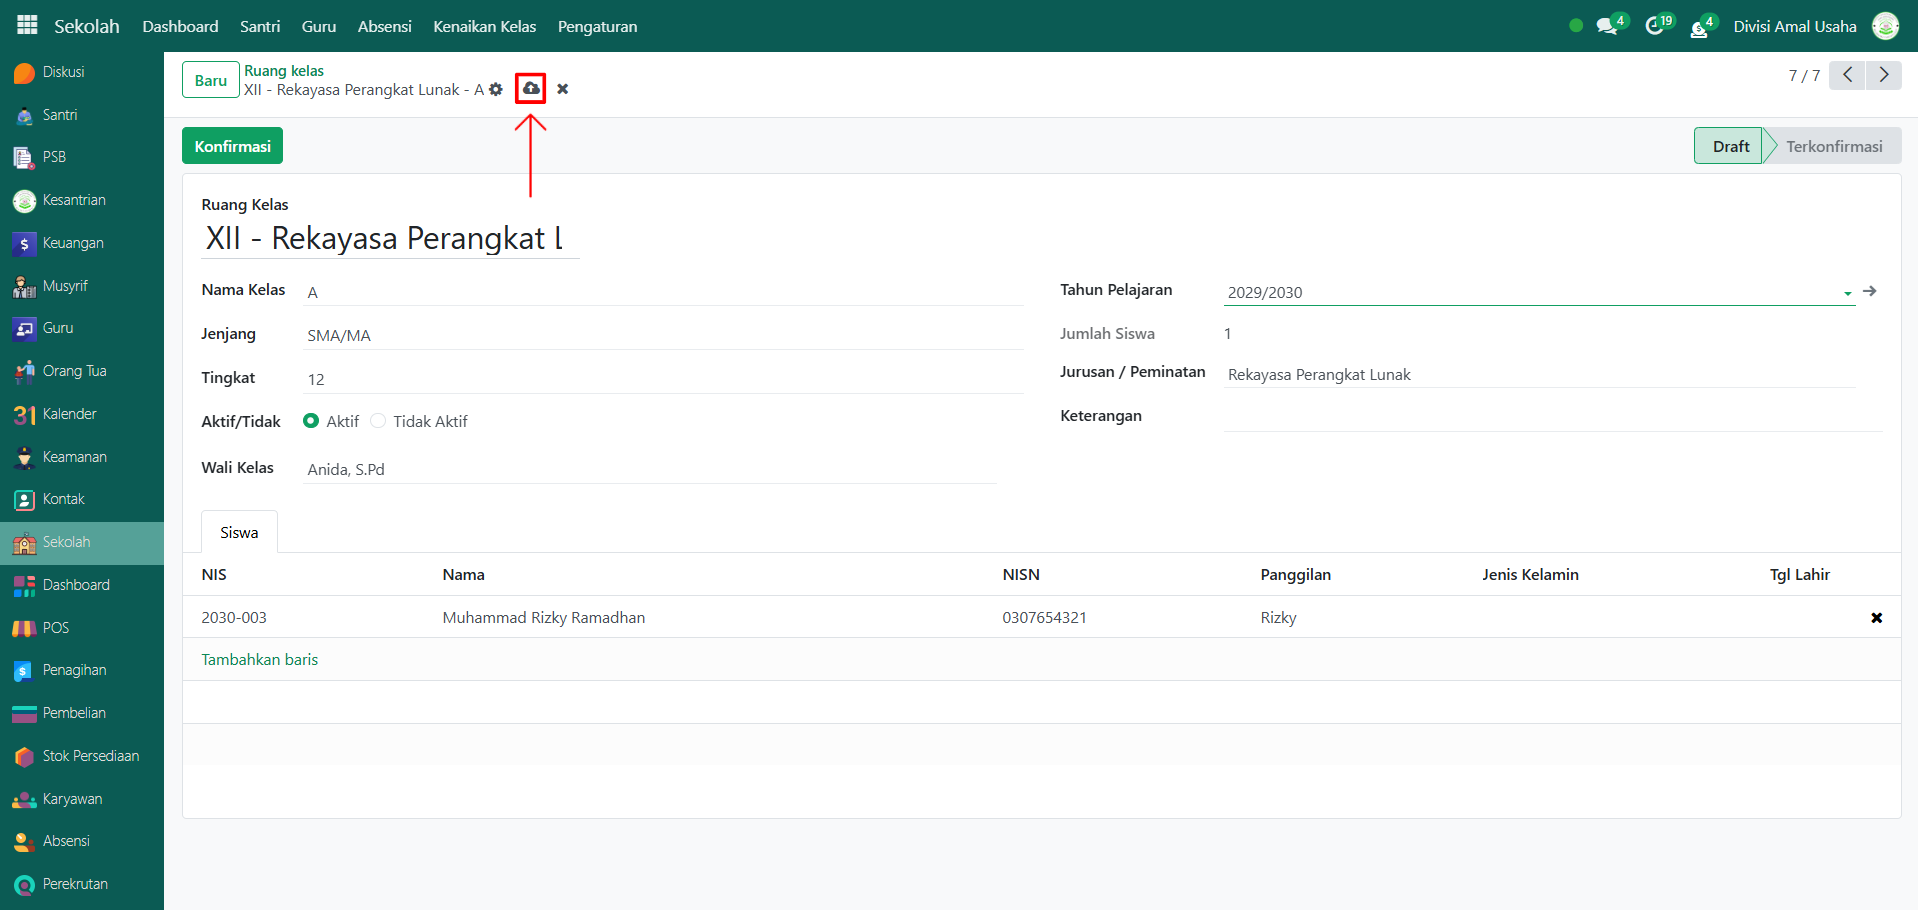 Sekolah Dashboard Santri Guru Absensi Kenaikan Kelas Pengaturan 4 19 4 Divisi Amal Usaha
Diskusi
Santri
PSB
Kesantrian
Keuangan
Musyrif
Guru
Orang Tua
31 Kalender
Keamanan
Kontak
Sekolah
Dashboard
POS
Penagihan
Pembelian
Stok Persediaan
Karyawan
Absensi
Perekrutan
Baru
Ruang kelas
XII - Rekayasa Perangkat Lunak - A
7 / 7
Konfirmasi
Draft Terkonfirmasi
Ruang Kelas
XII - Rekayasa Perangkat L
Nama Kelas A
Jenjang SMA/MA
Tingkat 12
Aktif/Tidak Aktif Tidak Aktif
Wali Kelas Anida, S.Pd
Tahun Pelajaran 2029/2030
Jumlah Siswa 1
Jurusan / Peminatan Rekayasa Perangkat Lunak
Keterangan
Siswa
NIS Nama NISN Panggilan Jenis Kelamin Tgl Lahir
2030-003 Muhammad Rizky Ramadhan 0307654321 Rizky
Tambahkan baris